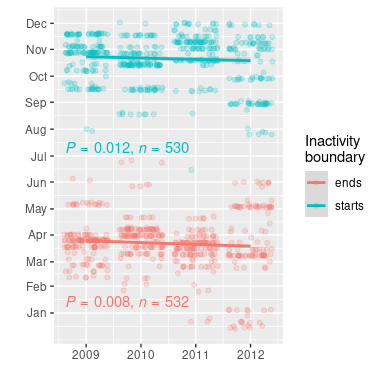 Dec
Nov
Oct
Sep
Aug
Jul
Jun
May
Apr
Mar
Feb
Jan
P = 0.012, n = 530
P = 0.008, n = 532
2009 2010 2011 2012
Inactivity
boundary
ends
starts